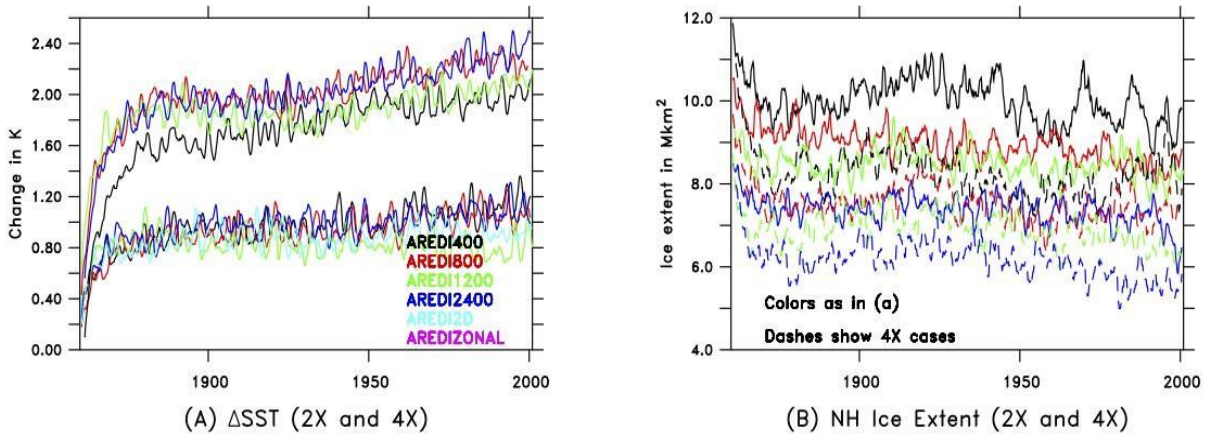 2.40
2.00
1.60
1.20
0.80
0.40
0.00
Change in K
AREDI400
AREDI800
AREDI1200
AREDI2400
AREDI2D
AREDIZONAL
1900
1950
2000
(A) ΔSST (2X and 4X)
12.0
10.0
8.0
6.0
4.0
Ice extent in Mkm²
Colors as in (a)
Dashes show 4X cases
1900
1950
2000
(B) NH Ice Extent (2X and 4X)